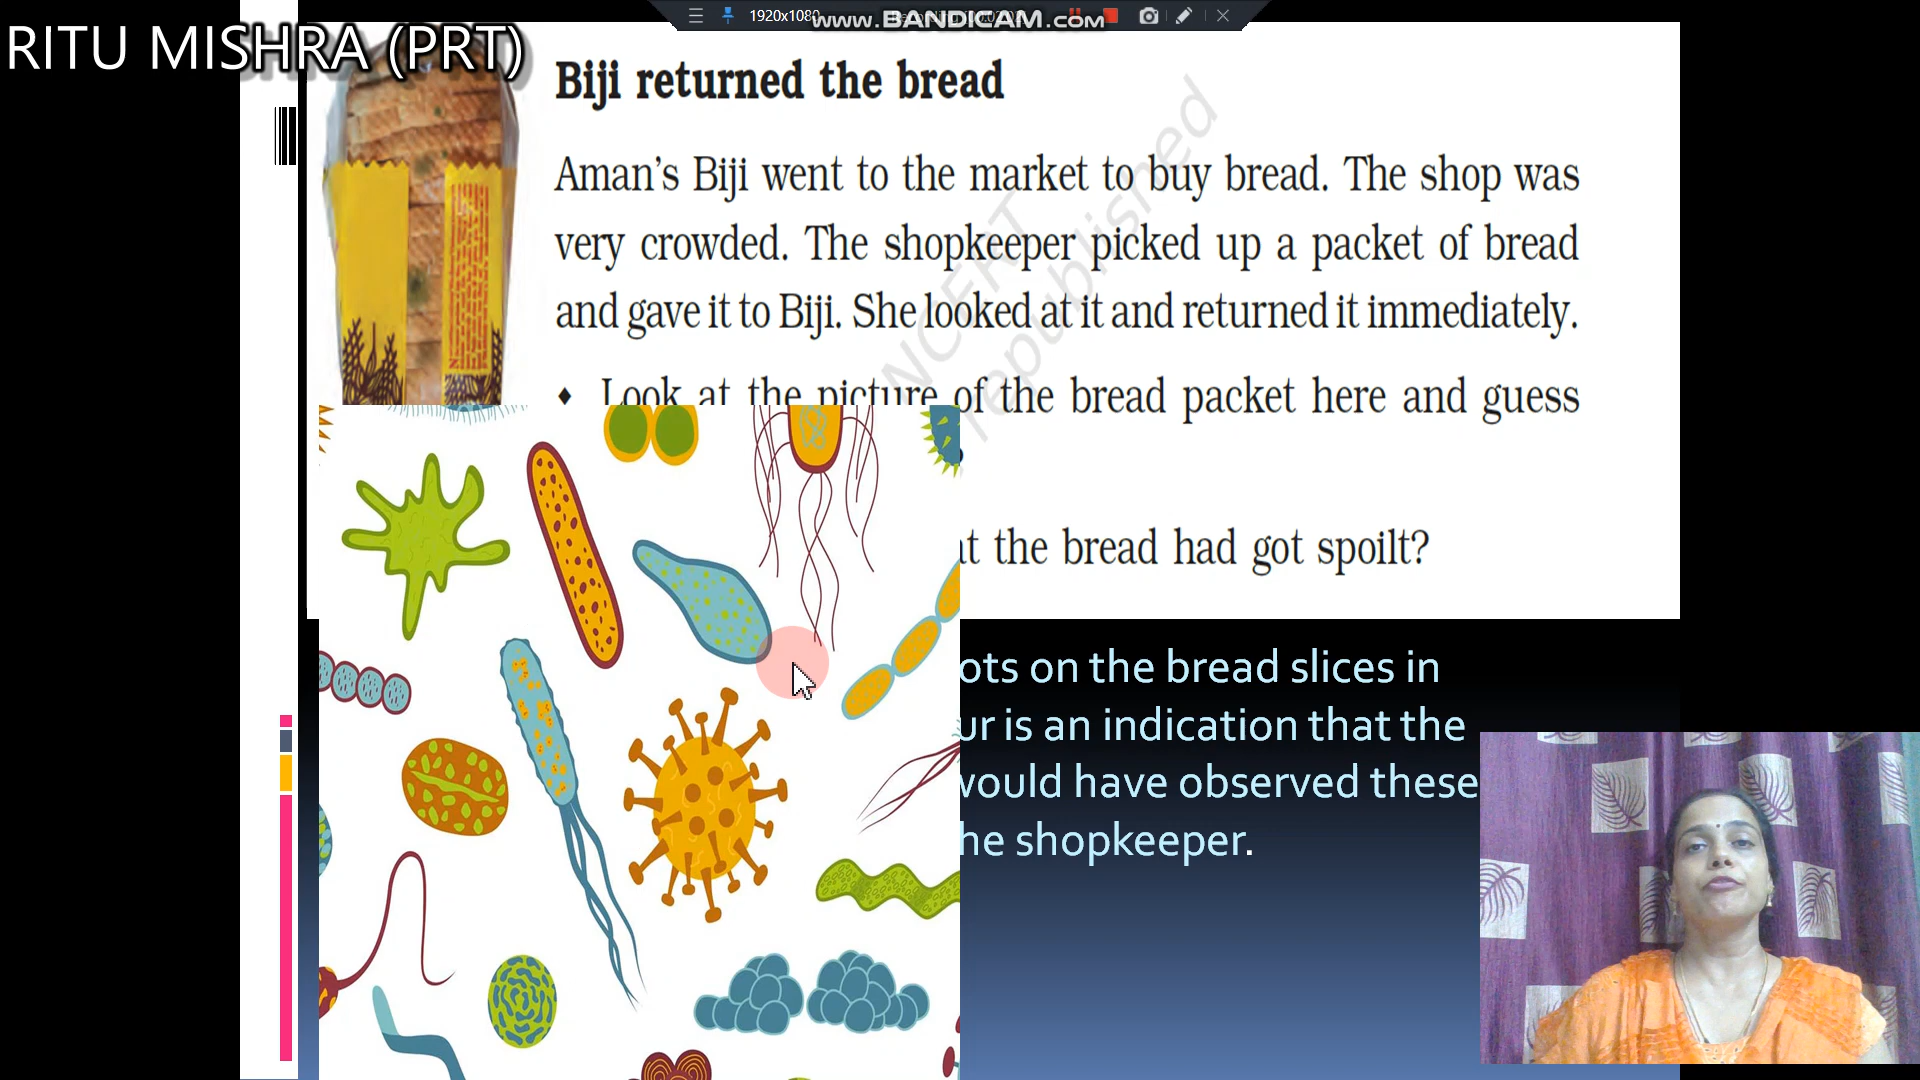 1920x1080
www.BANDICAM.com
RITU MISHRA (PRT)
Biji returned the bread
Aman’s Biji went to the market to buy bread. The shop was
very crowded. The shopkeeper picked up a packet of bread
and gave it to Biji. She looked at it and returned it immediately.
♦ Look at the picture of the bread packet here and guess
at the bread had got spoilt?
NCERT
republished
ots on the bread slices in
ur is an indication that the
would have observed these
he shopkeeper.